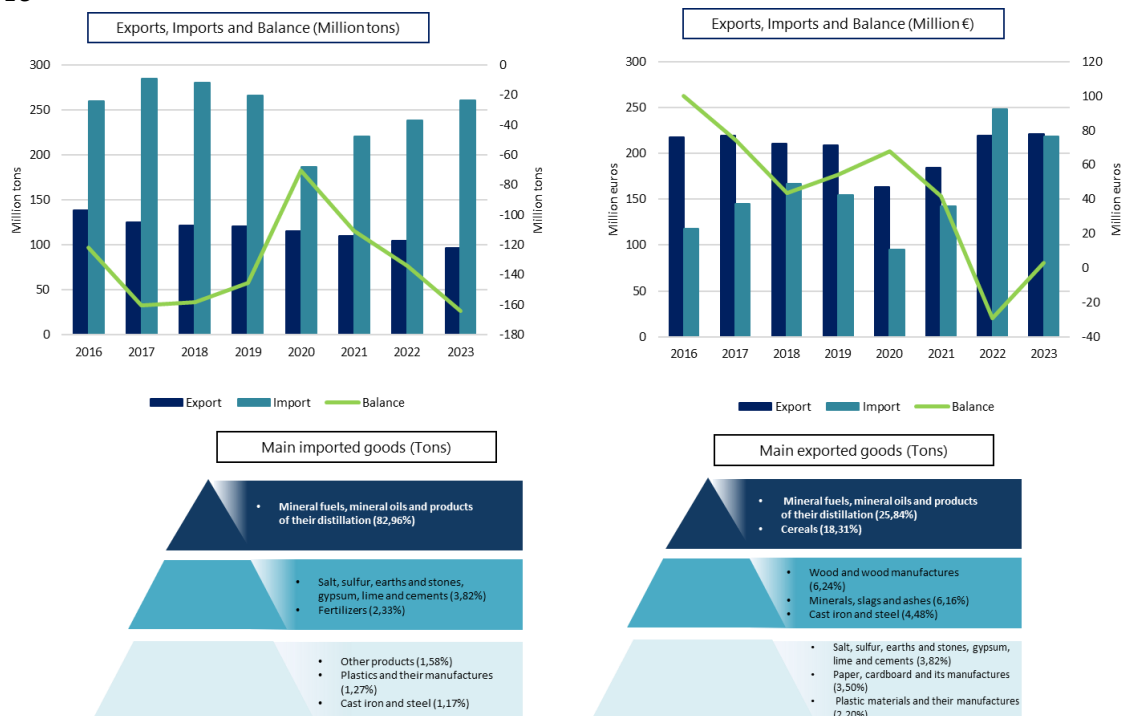 Exports, Imports and Balance (Million tons)
300
250
200
150
100
50
0
Million tons
0
-20
-40
-60
-80
-100
-120
-140
-160
-180
Million tons
2016 2017 2018 2019 2020 2021 2022 2023
Export Import Balance
Exports, Imports and Balance (Million €)
300
250
200
150
100
50
0
Million euros
120
100
80
60
40
20
0
-20
-40
Million euros
2016 2017 2018 2019 2020 2021 2022 2023
Export Import Balance
Main imported goods (Tons)
• Mineral fuels, mineral oils and products
of their distillation (82,96%)
• Salt, sulfur, earths and stones,
gypsum, lime and cements (3,82%)
• Fertilizers (2,33%)
• Other products (1,58%)
• Plastics and their manufactures
(1,27%)
• Cast iron and steel (1,17%)
Main exported goods (Tons)
• Mineral fuels, mineral oils and products
of their distillation (25,84%)
• Cereals (18,31%)
• Wood and wood manufactures
(6,24%)
• Minerals, slags and ashes (6,16%)
• Cast iron and steel (4,48%)
• Salt, sulfur, earths and stones, gypsum,
lime and cements (3,82%)
• Paper, cardboard and its manufactures
(3,50%)
• Plastic materials and their manufactures
(2,20%)